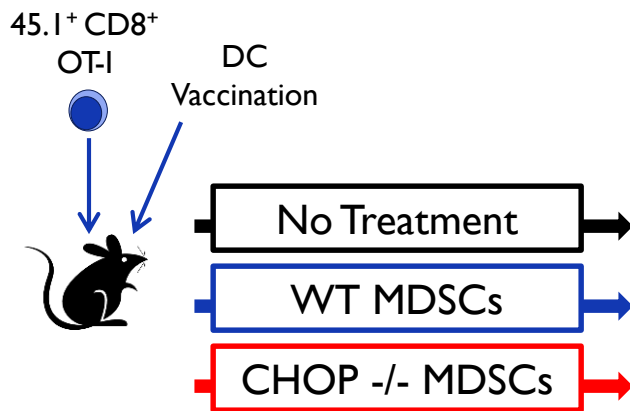 45.1⁺ CD8⁺
OT-I
DC
Vaccination
No Treatment
WT MDSCs
CHOP -/- MDSCs